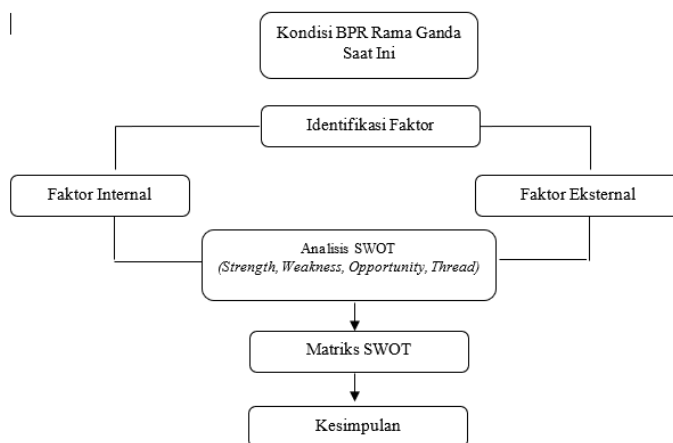 Kondisi BPR Rama Ganda
Saat Ini
Identifikasi Faktor
Faktor Internal
Faktor Eksternal
Analisis SWOT
(Strength, Weakness, Opportunity, Thread)
Matriks SWOT
Kesimpulan